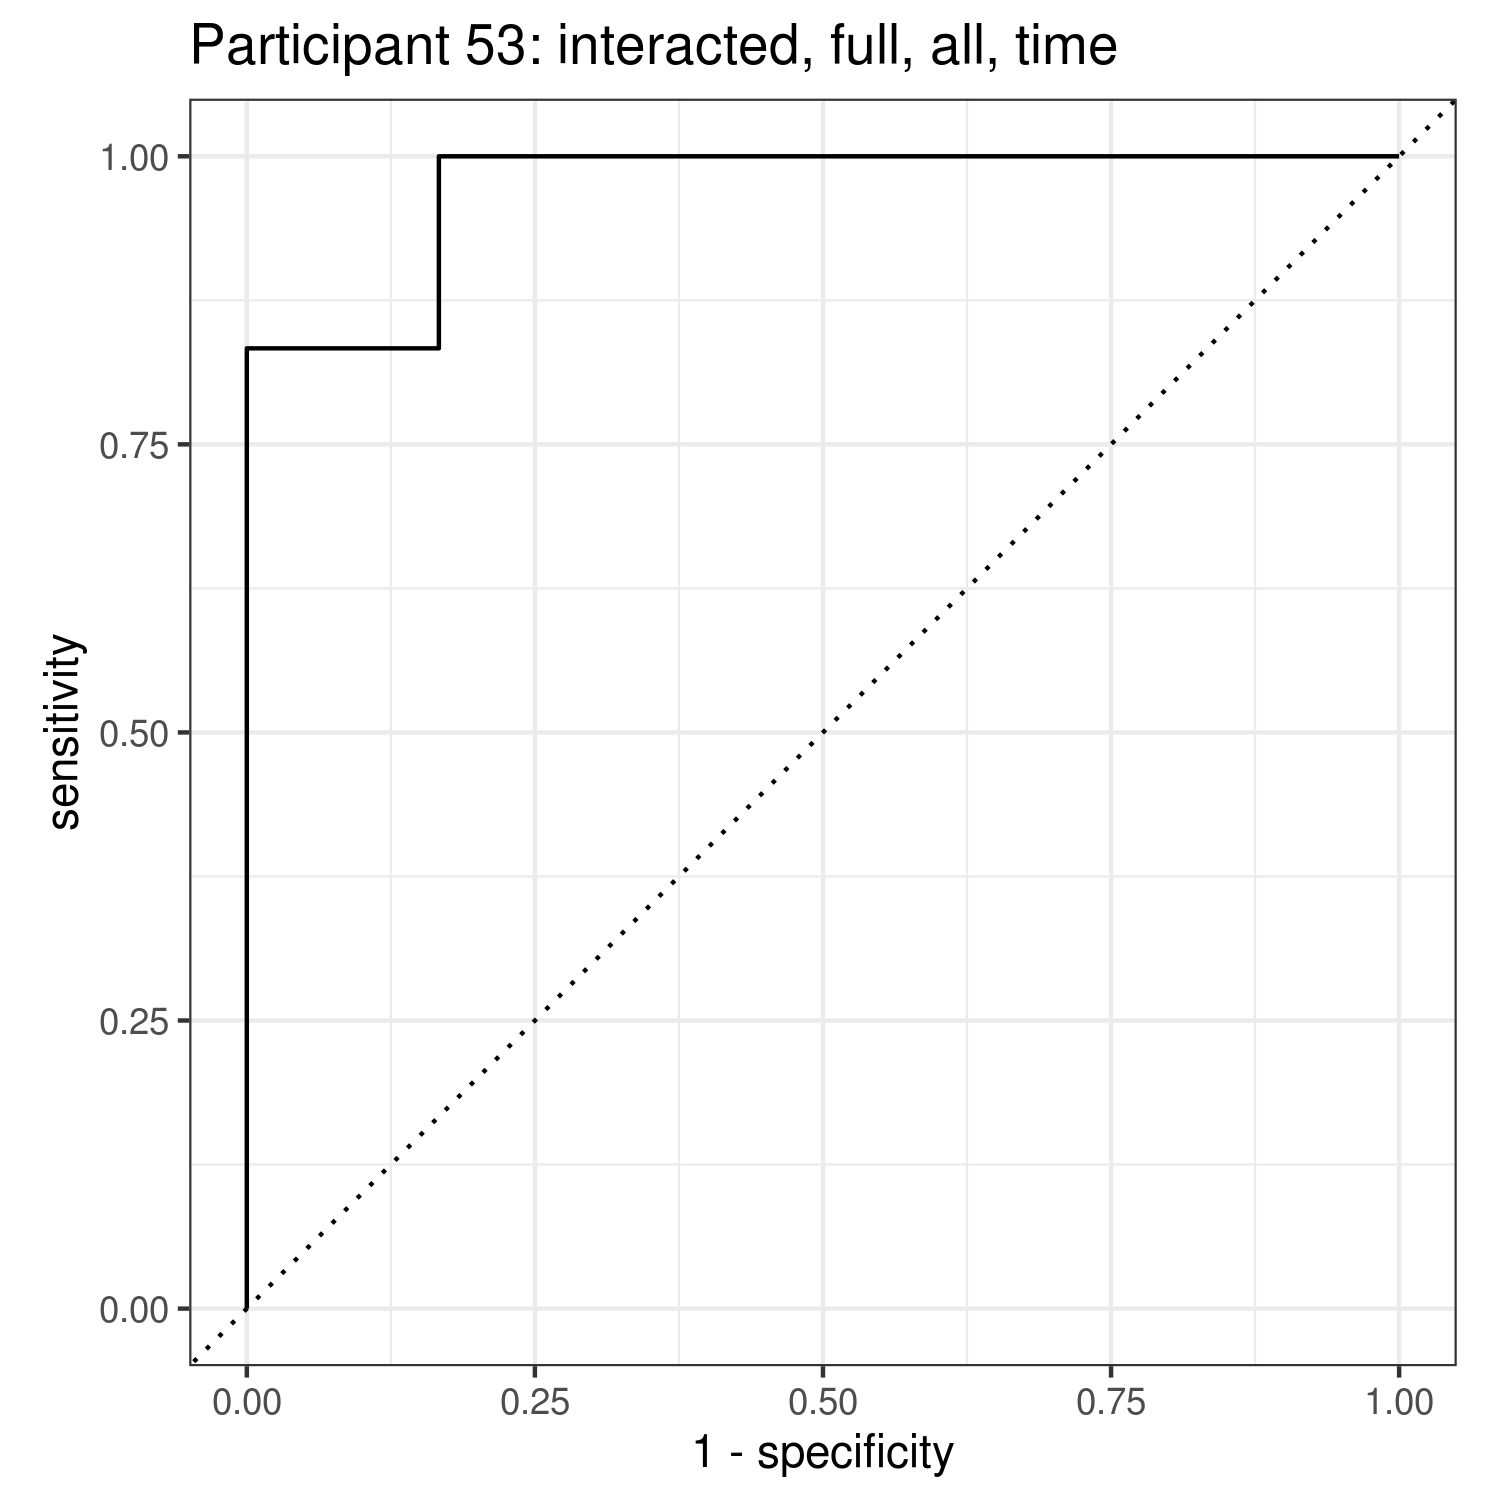 Participant 53: interacted, full, all, time
1.00
0.75
0.50
0.25
0.00
sensitivity
0.00 0.25 0.50 0.75 1.00
1 - specificity